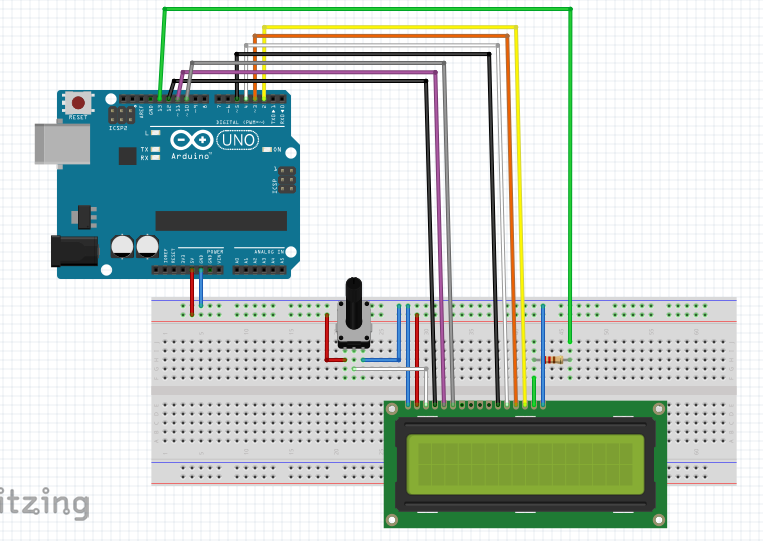 RESET
ICSP2
AREF
GND
13
12
~11
~10
~9
8
7
~6
~5
4
~3
2
TX▶1
RX◀0
L
TX
RX
DIGITAL (PWM=~)
UNO
ON
Arduino™
1
ICSP
IOREF
RESET
3V3
5V
GND
GND
VIN
POWER
ANALOG IN
A0
A1
A2
A3
A4
A5
itzing